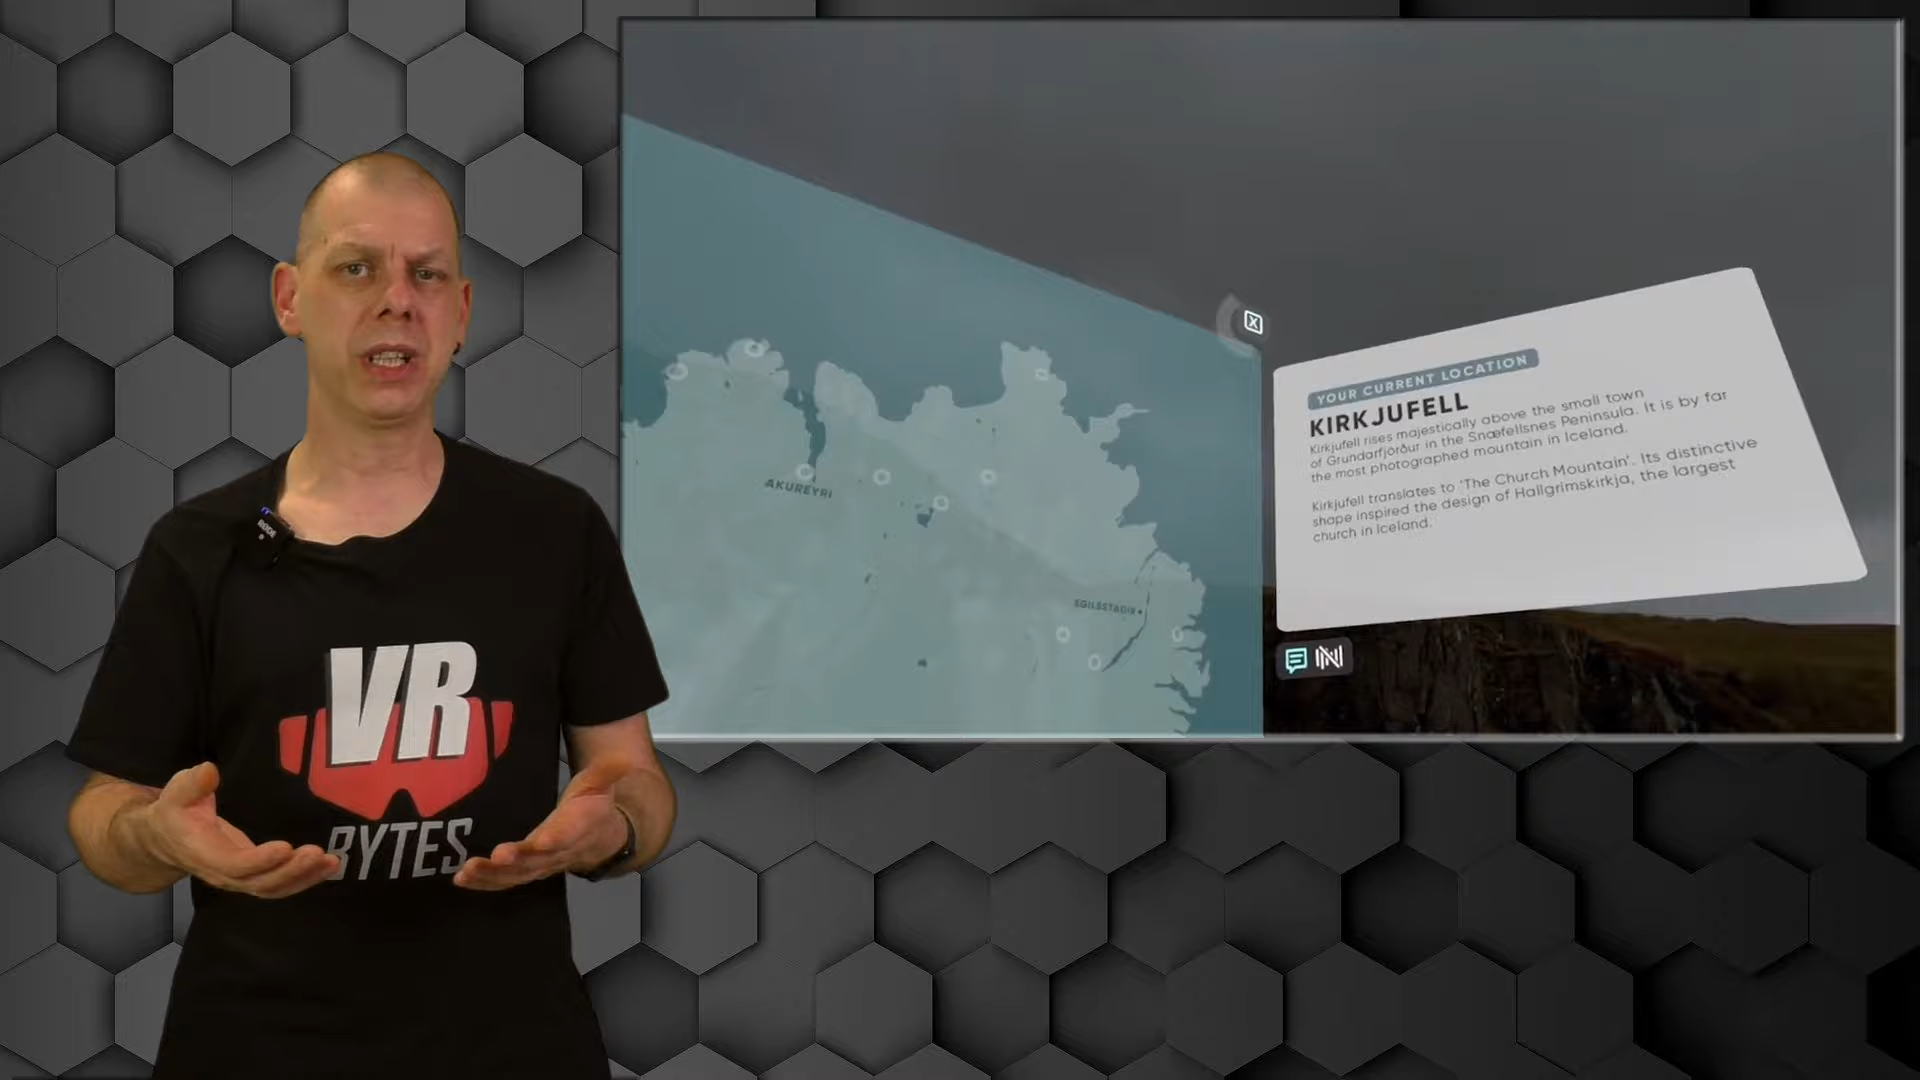 YOUR CURRENT LOCATION
KIRKJUFELL
Kirkjufell rises majestically above the small town
of Grundarfjörður in the Snæfellsnes Peninsula. It is by far
the most photographed mountain in Iceland.
Kirkjufell translates to 'The Church Mountain'. Its distinctive
shape inspired the design of Hallgrimskirkja, the largest
church in Iceland.
AKUREYRI
EGILSSTAÐIR
X
RØDE
VR
BYTES